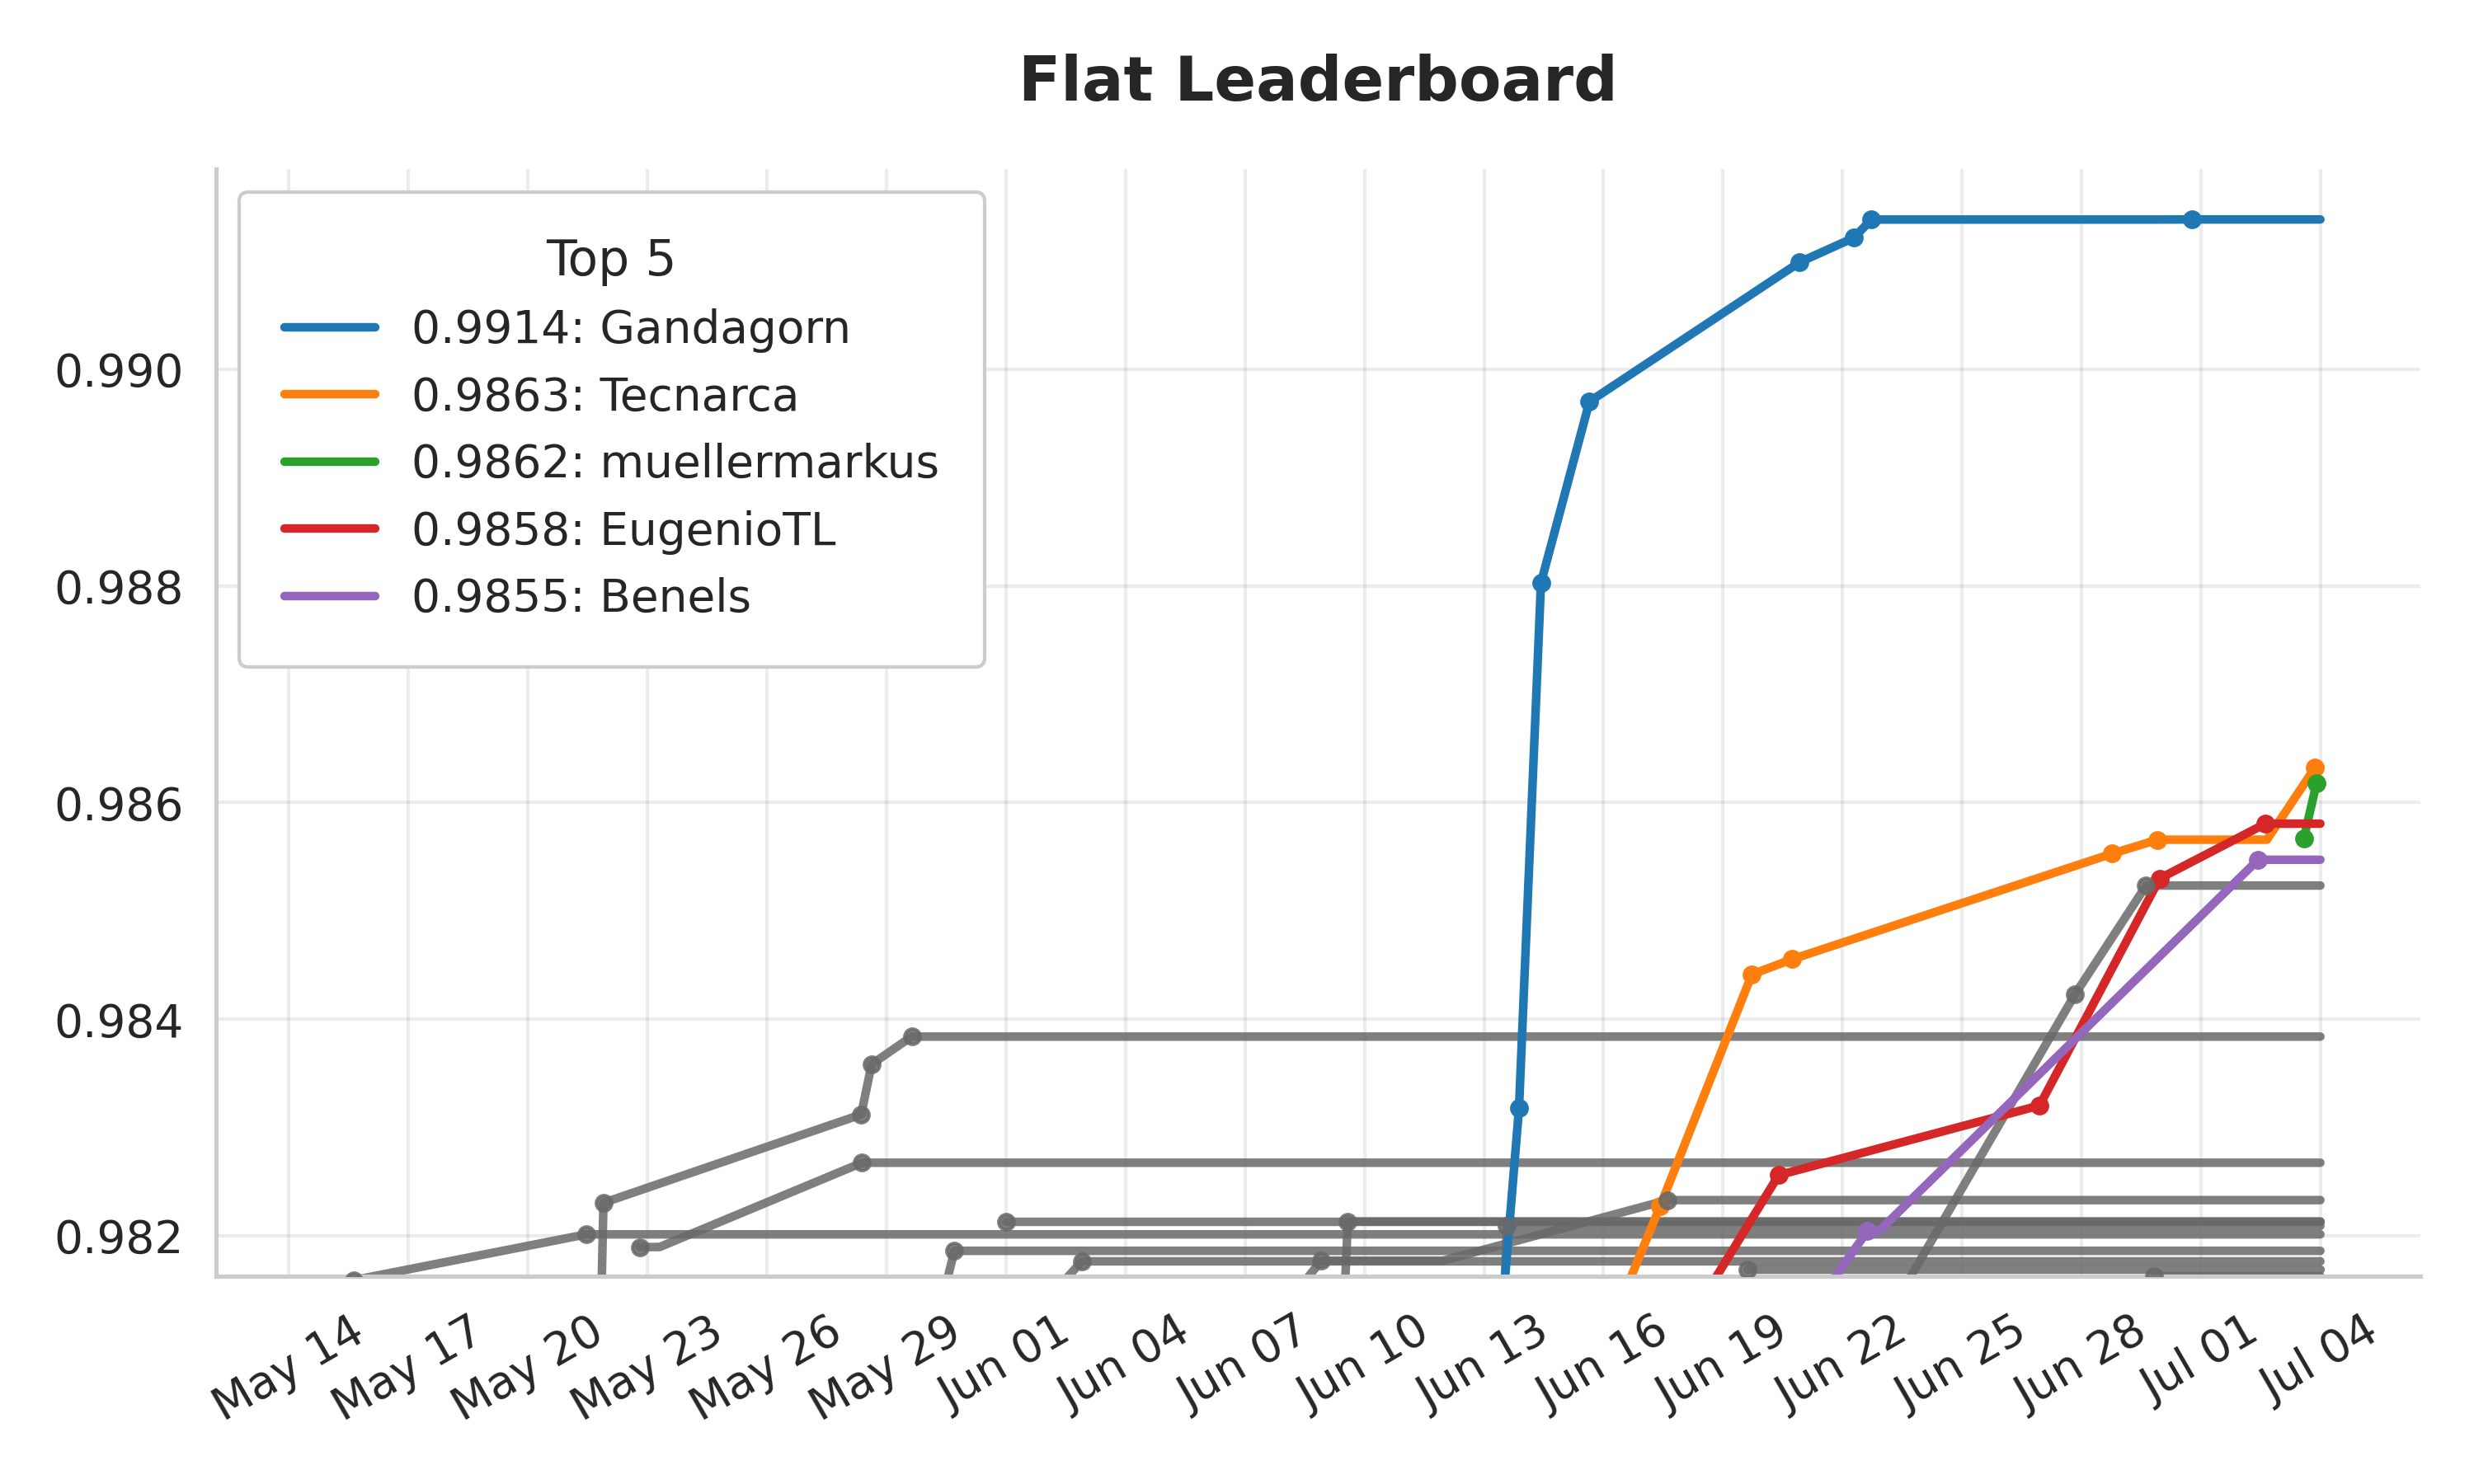 Flat Leaderboard
Top 5
0.9914: Gandagorn
0.9863: Tecnarca
0.9862: muellermarkus
0.9858: EugenioTL
0.9855: Benels
0.990
0.988
0.986
0.984
0.982
May 14
May 17
May 20
May 23
May 26
May 29
Jun 01
Jun 04
Jun 07
Jun 10
Jun 13
Jun 16
Jun 19
Jun 22
Jun 25
Jun 28
Jul 01
Jul 04